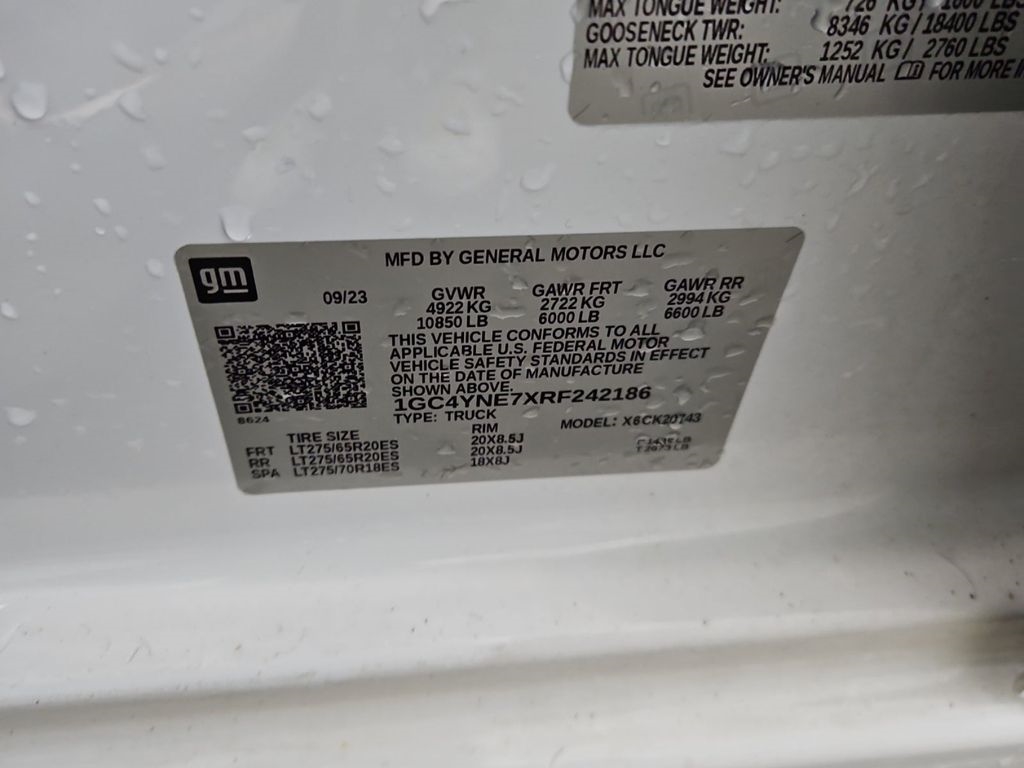 MAX TONGUE WEIGHT: 726 KG / 1600 LBS
GOOSENECK TWR: 8346 KG / 18400 LBS
MAX TONGUE WEIGHT: 1252 KG / 2760 LBS
SEE OWNER'S MANUAL FOR MORE
gm
MFD BY GENERAL MOTORS LLC
09/23 GVWR GAWR FRT GAWR RR
4922 KG 2722 KG 2994 KG
10850 LB 6000 LB 6600 LB
THIS VEHICLE CONFORMS TO ALL
APPLICABLE U.S. FEDERAL MOTOR
VEHICLE SAFETY STANDARDS IN EFFECT
ON THE DATE OF MANUFACTURE
SHOWN ABOVE.
8624 1GC4YNE7XRF242186
TYPE: TRUCK MODEL: X6CK20743
TIRE SIZE RIM
FRT LT275/65R20ES 20X8.5J
RR LT275/65R20ES 20X8.5J
SPA LT275/70R18ES 18X8J